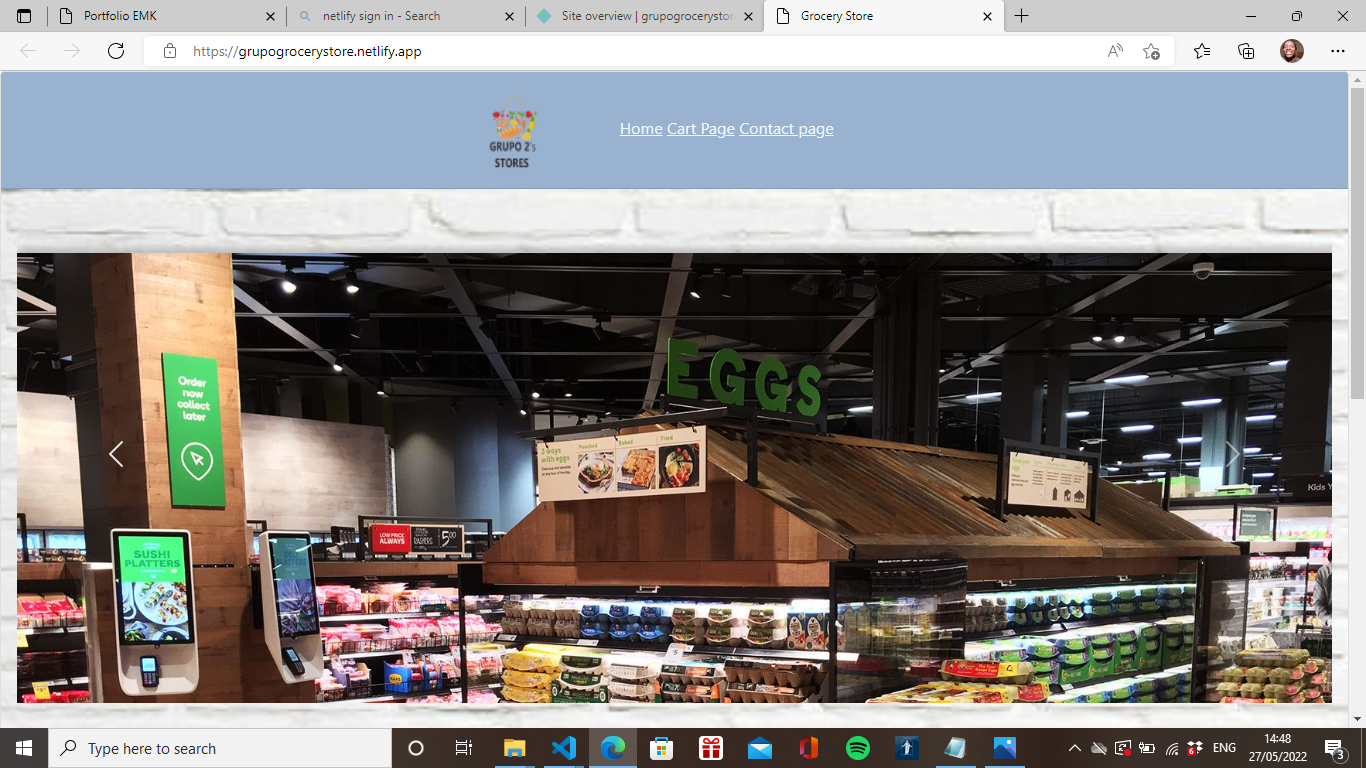 Portfolio EMK
netlify sign in - Search
Site overview | grupogrocerystor
Grocery Store
https://grupogrocerystore.netlify.app
GRUPO 2's
STORES
Home Cart Page Contact page
EGGS
Order
now
collect
later
3 ways
with eggs
Poached Baked Fried
Kids Y
LOW PRICE
ALWAYS
5.00
SUSHI
PLATTERS
Type here to search
6
ENG
14:48
27/05/2022
3